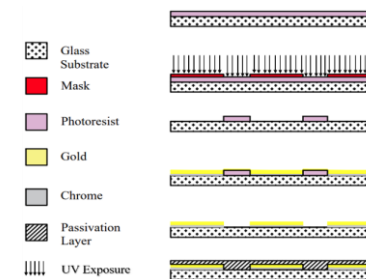 Glass
Substrate
Mask
Photoresist
Gold
Chrome
Passivation
Layer
UV Exposure